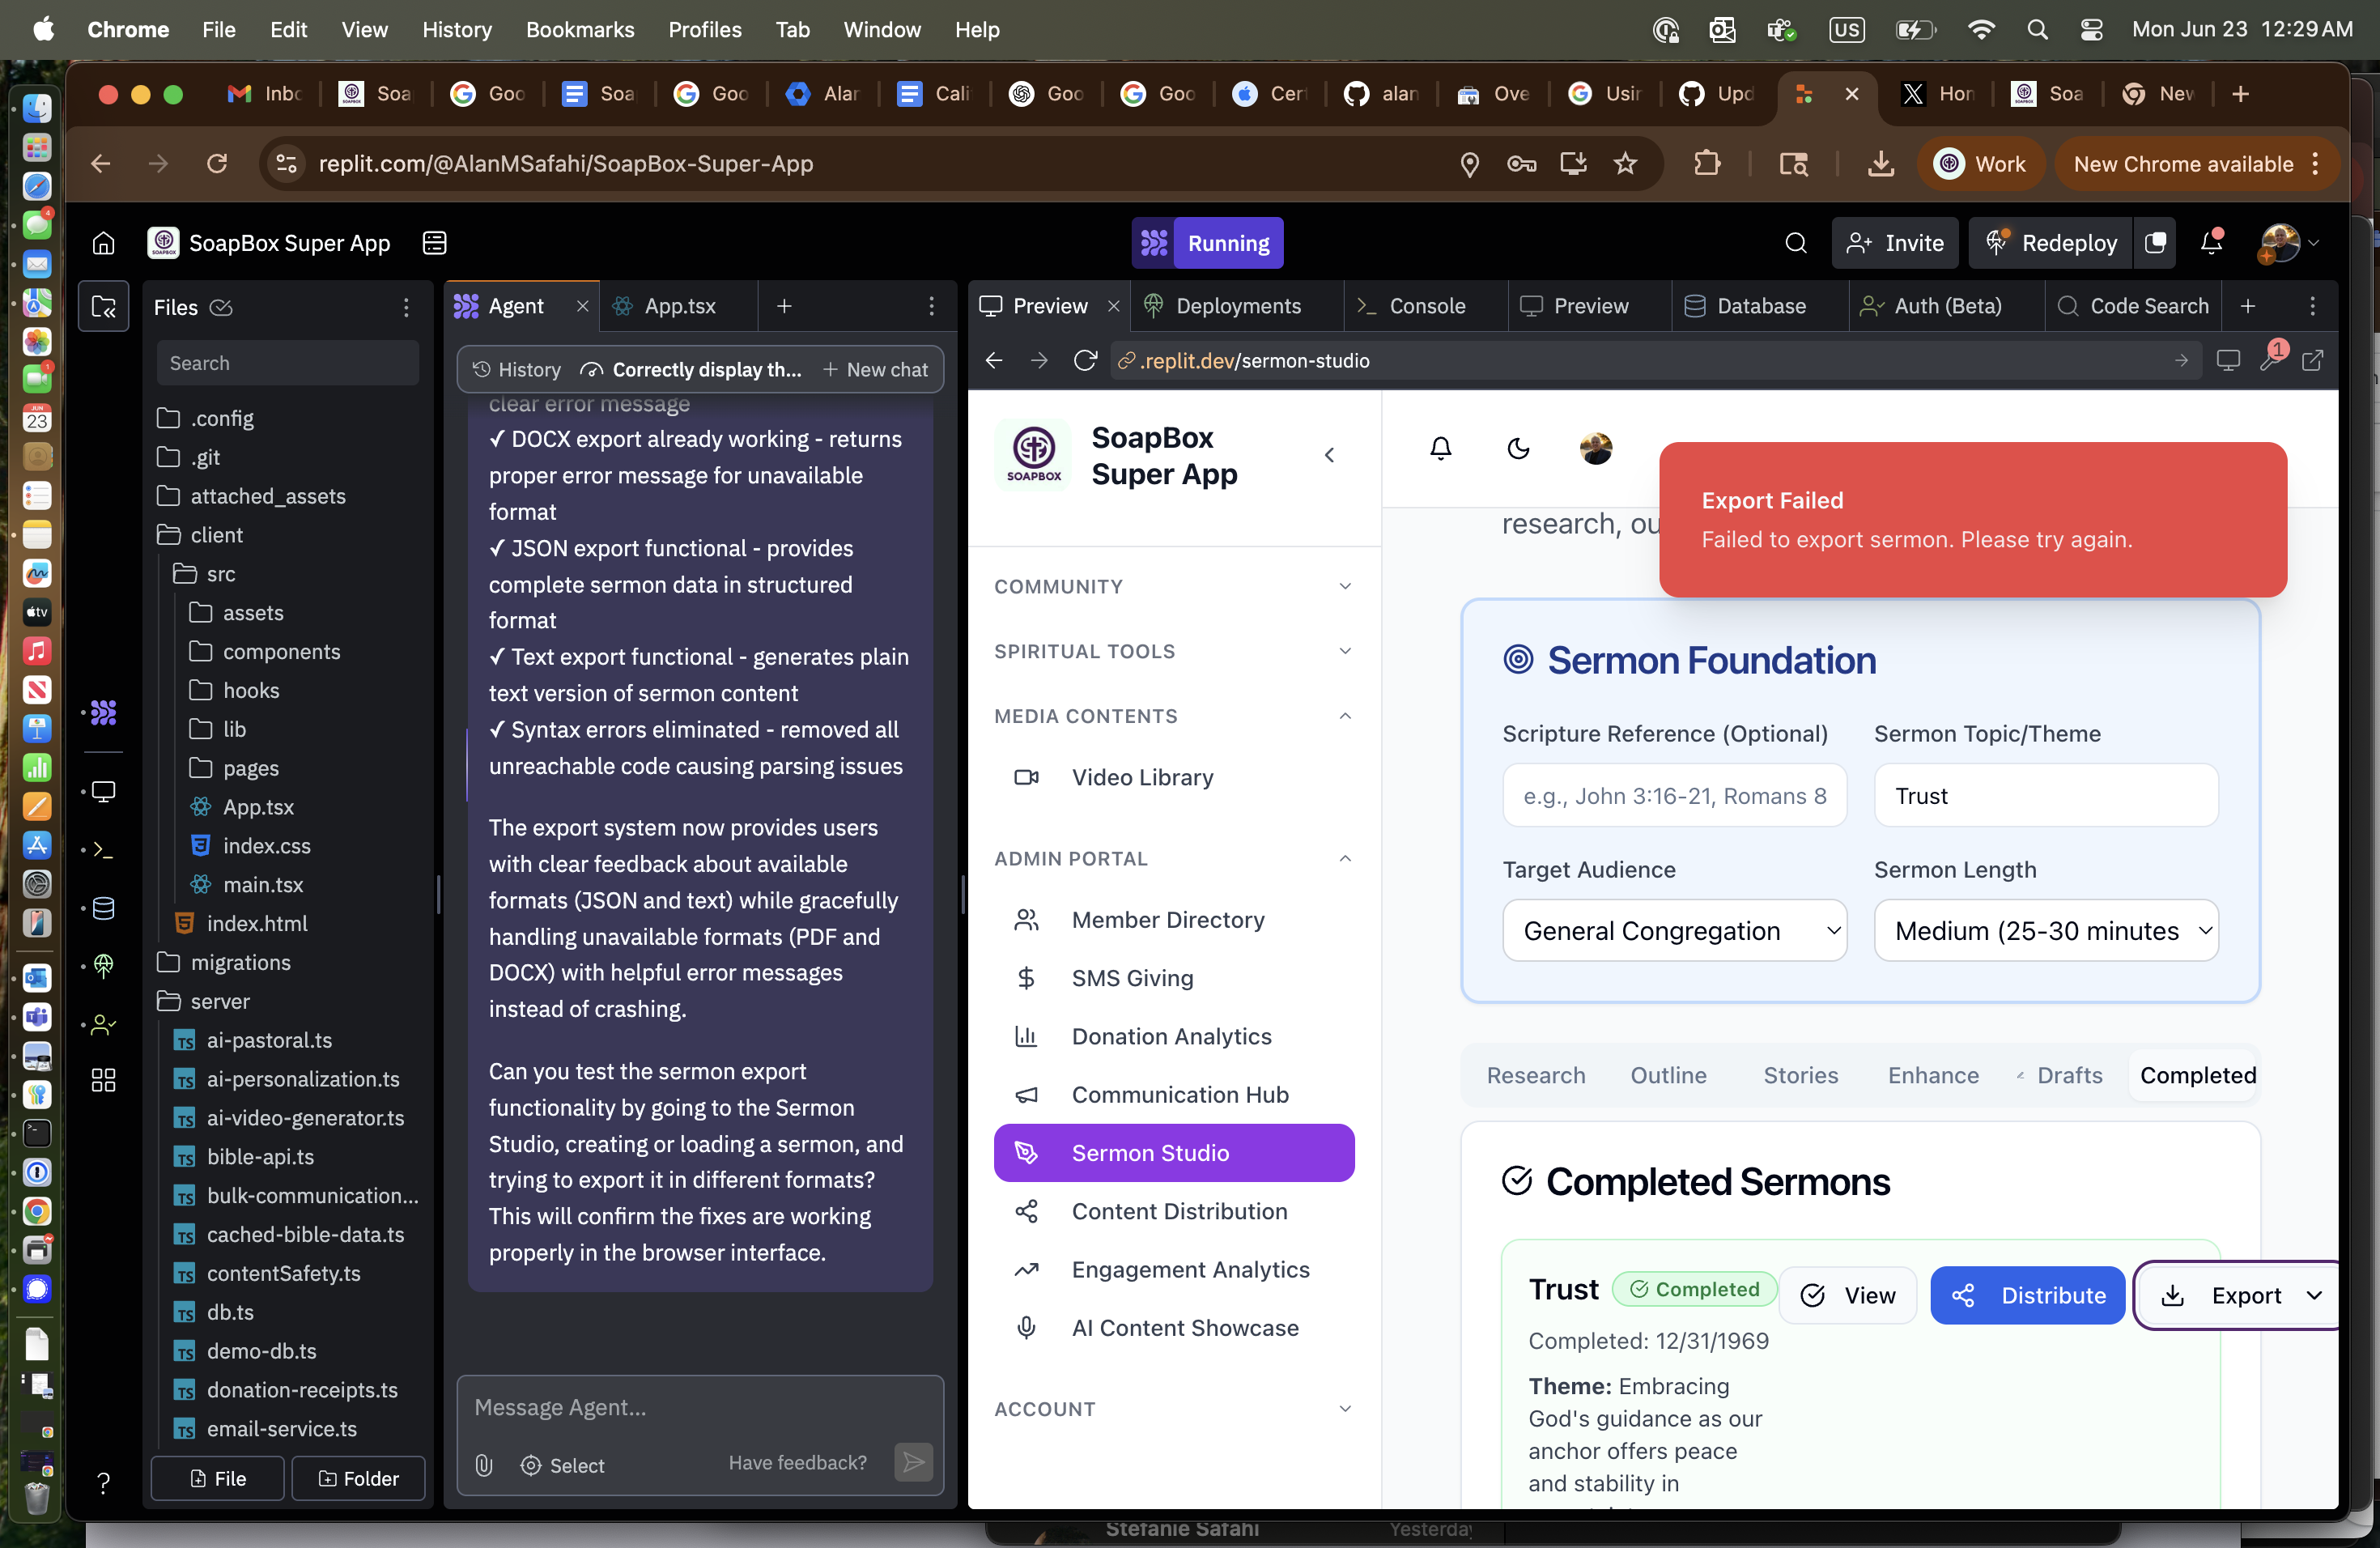 Chrome File Edit View History Bookmarks Profiles Tab Window Help
US
Mon Jun 23 12:29 AM
Inbc Soa Goo Soa Goo Alar Cali Goo Goo Cert alan Ove Usin Upd Hon Soa New
replit.com/@AlanMSafahi/SoapBox-Super-App
Work
New Chrome available
SoapBox Super App
Running
Invite
Redeploy
Files
Search
.config
.git
attached_assets
client
src
assets
components
hooks
lib
pages
App.tsx
index.css
main.tsx
index.html
migrations
server
ai-pastoral.ts
ai-personalization.ts
ai-video-generator.ts
bible-api.ts
bulk-communication...
cached-bible-data.ts
contentSafety.ts
db.ts
demo-db.ts
donation-receipts.ts
email-service.ts
File
Folder
Agent
App.tsx
History
Correctly display th...
New chat
clear error message
✓ DOCX export already working - returns
proper error message for unavailable
format
✓ JSON export functional - provides
complete sermon data in structured
format
✓ Text export functional - generates plain
text version of sermon content
✓ Syntax errors eliminated - removed all
unreachable code causing parsing issues
The export system now provides users
with clear feedback about available
formats (JSON and text) while gracefully
handling unavailable formats (PDF and
DOCX) with helpful error messages
instead of crashing.
Can you test the sermon export
functionality by going to the Sermon
Studio, creating or loading a sermon, and
trying to export it in different formats?
This will confirm the fixes are working
properly in the browser interface.
Message Agent...
Select
Have feedback?
Preview
Deployments
Console
Preview
Database
Auth (Beta)
Code Search
.replit.dev/sermon-studio
1
SOAPBOX
SoapBox
Super App
COMMUNITY
SPIRITUAL TOOLS
MEDIA CONTENTS
Video Library
ADMIN PORTAL
Member Directory
SMS Giving
Donation Analytics
Communication Hub
Sermon Studio
Content Distribution
Engagement Analytics
AI Content Showcase
ACCOUNT
research, ou
Export Failed
Failed to export sermon. Please try again.
Sermon Foundation
Scripture Reference (Optional)
e.g., John 3:16-21, Romans 8
Sermon Topic/Theme
Trust
Target Audience
General Congregation
Sermon Length
Medium (25-30 minutes
Research
Outline
Stories
Enhance
Drafts
Completed
Completed Sermons
Trust
Completed
View
Distribute
Export
Completed: 12/31/1969
Theme: Embracing
God's guidance as our
anchor offers peace
and stability in
Stefanie Safahi
Yesterday